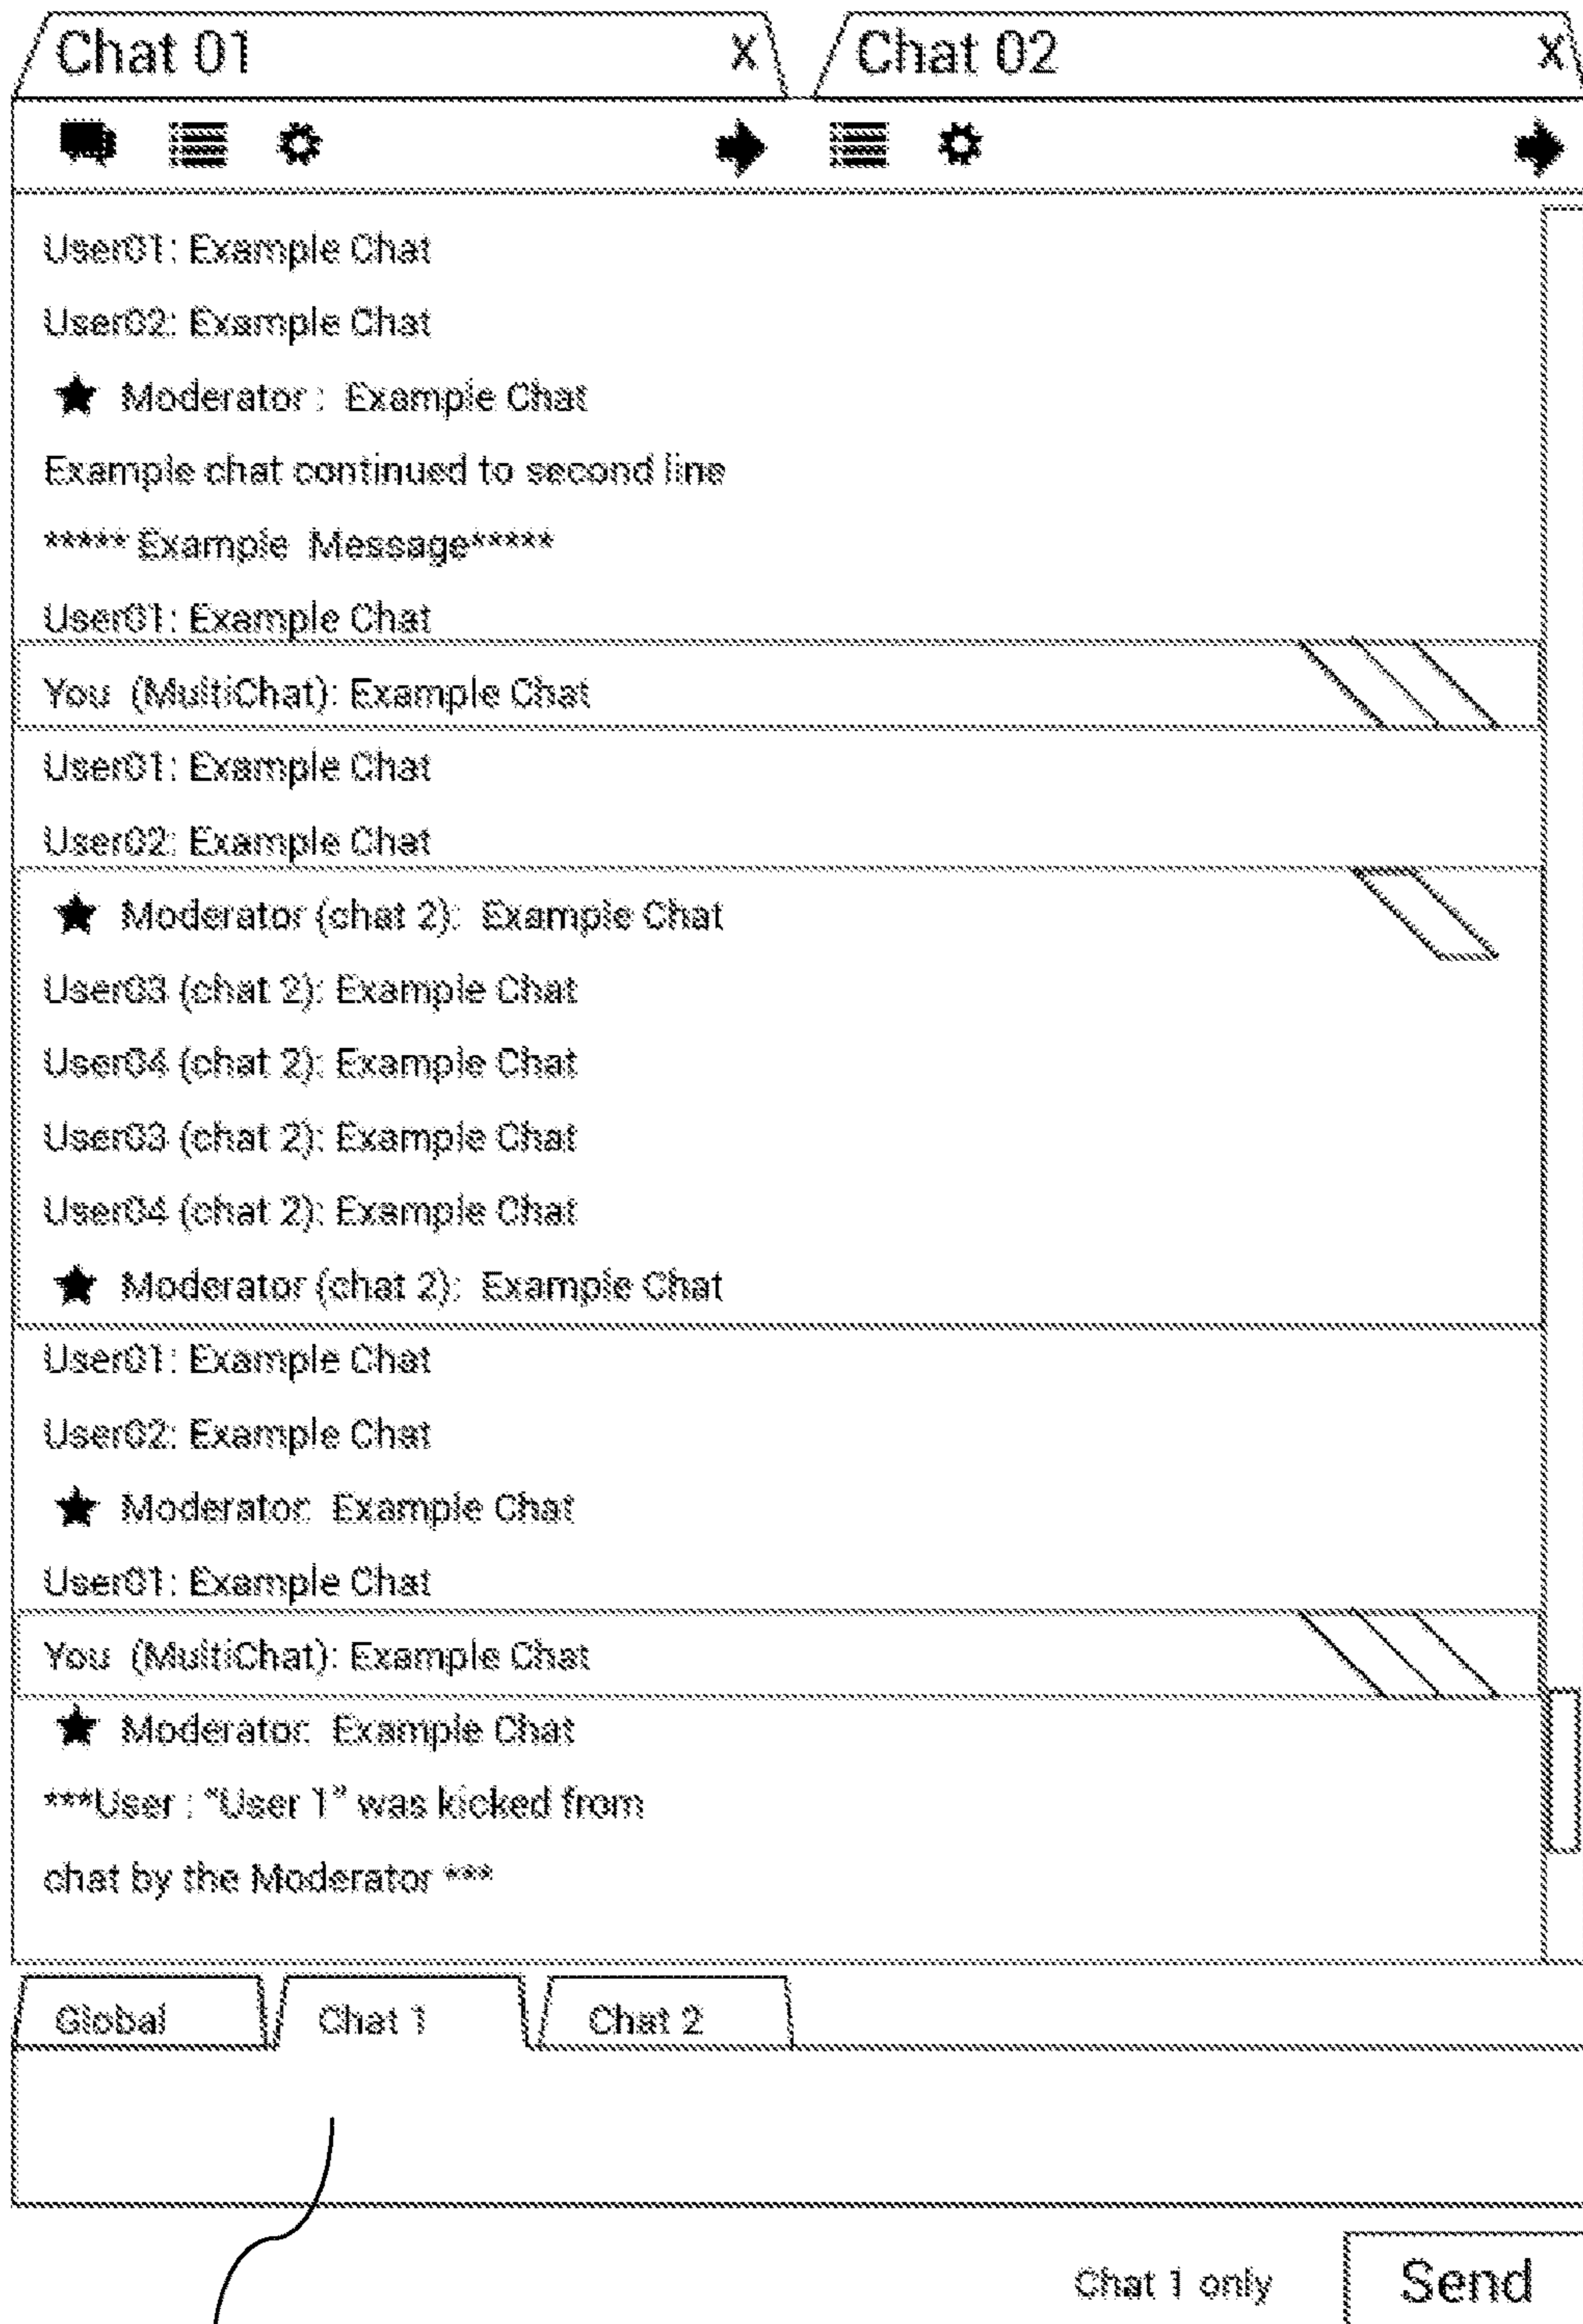 Chat 01 X Chat 02 X
User01: Example Chat
User02: Example Chat
★ Moderator : Example Chat
Example chat continued to second line
***** Example Message*****
User01: Example Chat
You (MultiChat): Example Chat
User01: Example Chat
User02: Example Chat
★ Moderator (chat 2): Example Chat
User03 (chat 2): Example Chat
User04 (chat 2): Example Chat
User03 (chat 2): Example Chat
User04 (chat 2): Example Chat
★ Moderator (chat 2): Example Chat
User01: Example Chat
User02: Example Chat
★ Moderator: Example Chat
User01: Example Chat
You (MultiChat): Example Chat
★ Moderator: Example Chat
***User : “User 1” was kicked from
chat by the Moderator ***
Global Chat 1 Chat 2
Chat 1 only Send